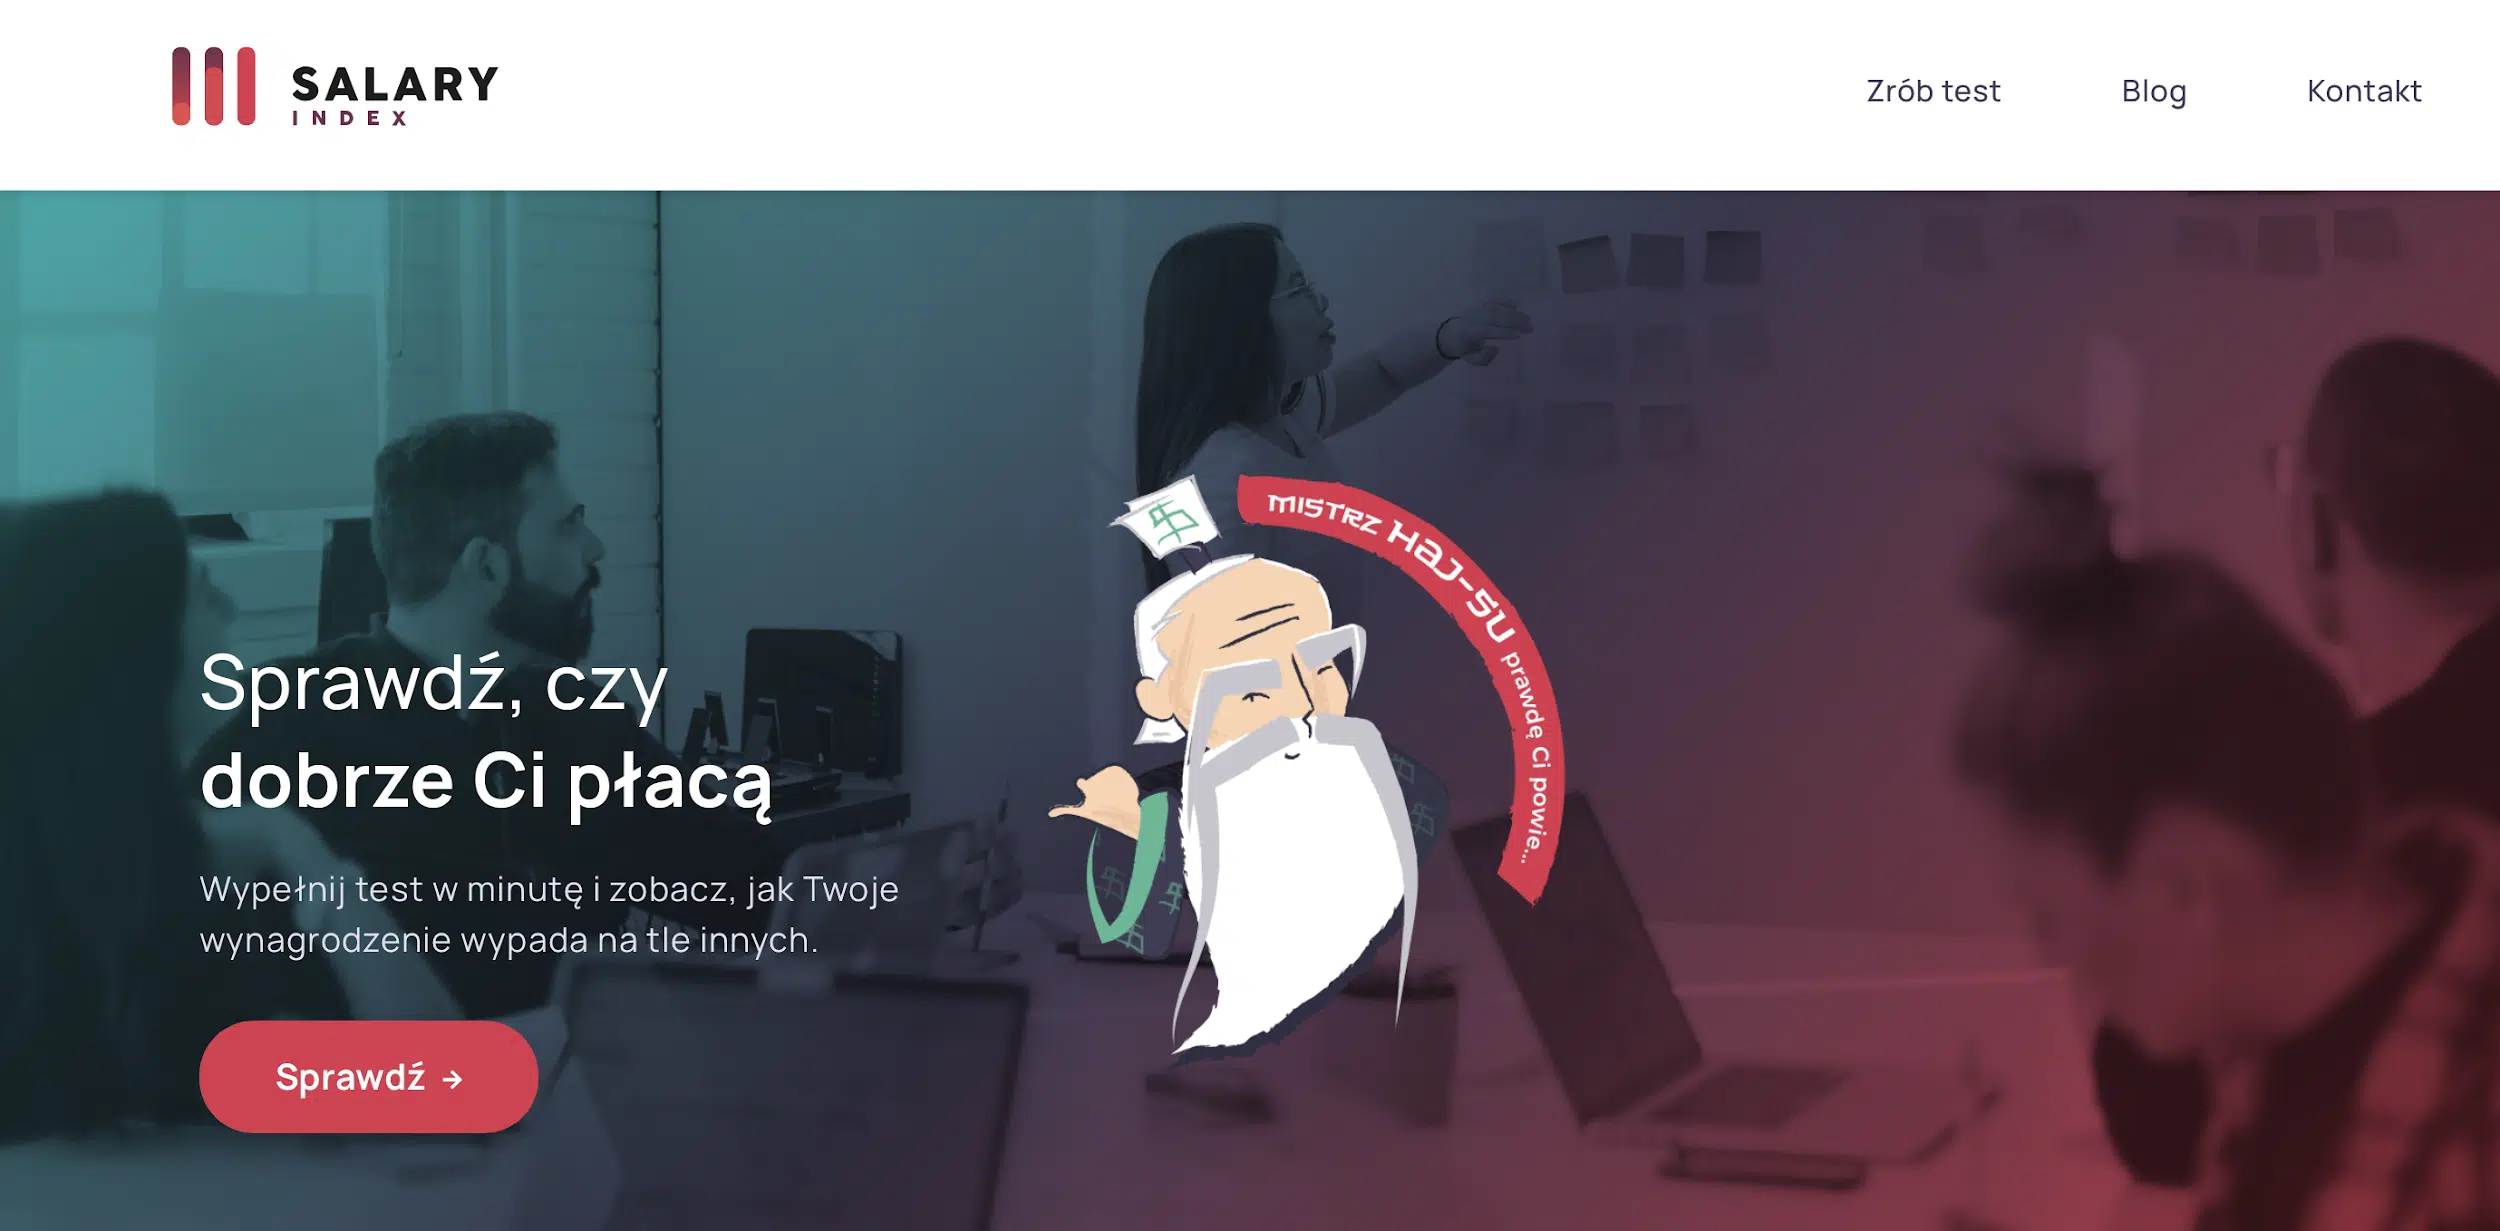 SALARY
INDEX
Zrób test
Blog
Kontakt
MISTRZ HAJ-SU prawdę Ci powie...
Sprawdź, czy
dobrze Ci płacą
Wypełnij test w minutę i zobacz, jak Twoje
wynagrodzenie wypada na tle innych.
Sprawdź →